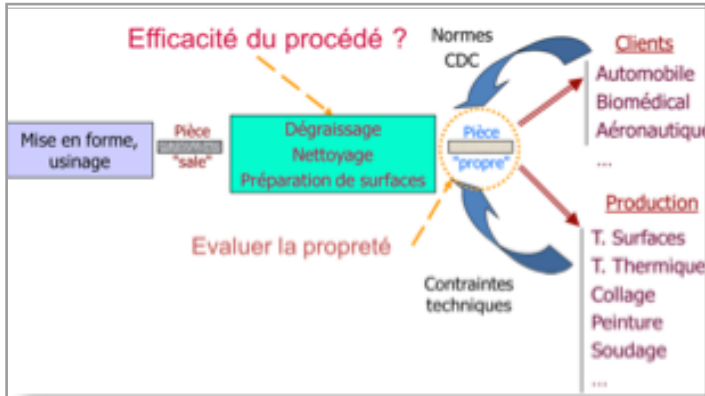 Efficacité du procédé ?
Normes
CDC
Clients
Automobile
Biomédical
Aéronautique
...
Mise en forme,
usinage
Pièce
"sale"
Dégraissage
Nettoyage
Préparation de surfaces
Pièce
"propre"
Evaluer la propreté
Contraintes
techniques
Production
T. Surfaces
T. Thermique
Collage
Peinture
Soudage
...